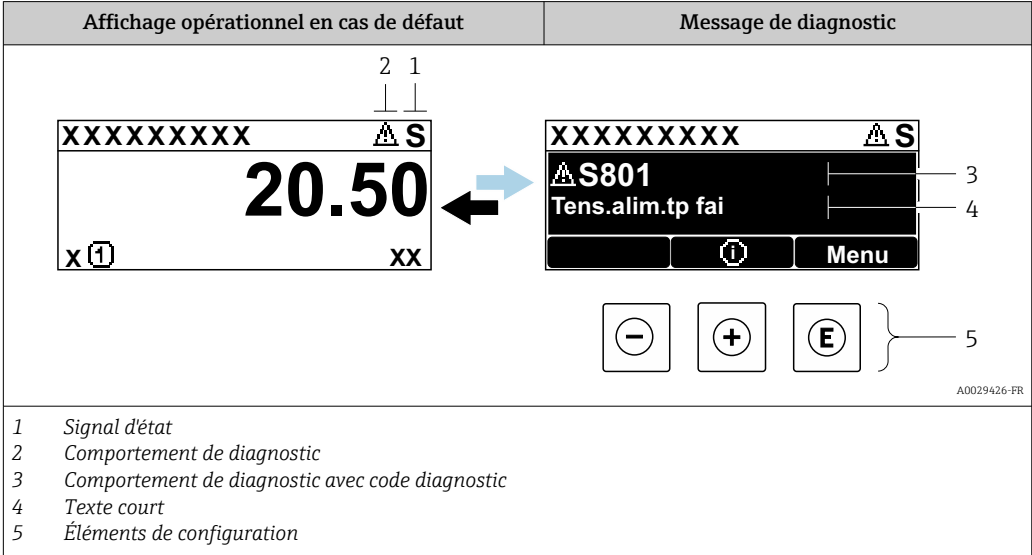 Affichage opérationnel en cas de défaut
Message de diagnostic
2 1
XXXXXXXXX S
20.50
x 1 xx
XXXXXXXXX S
S801
Tens.alim.tp fai
i Menu
3
4
− + E
5
A0029426-FR
1 Signal d'état
2 Comportement de diagnostic
3 Comportement de diagnostic avec code diagnostic
4 Texte court
5 Éléments de configuration